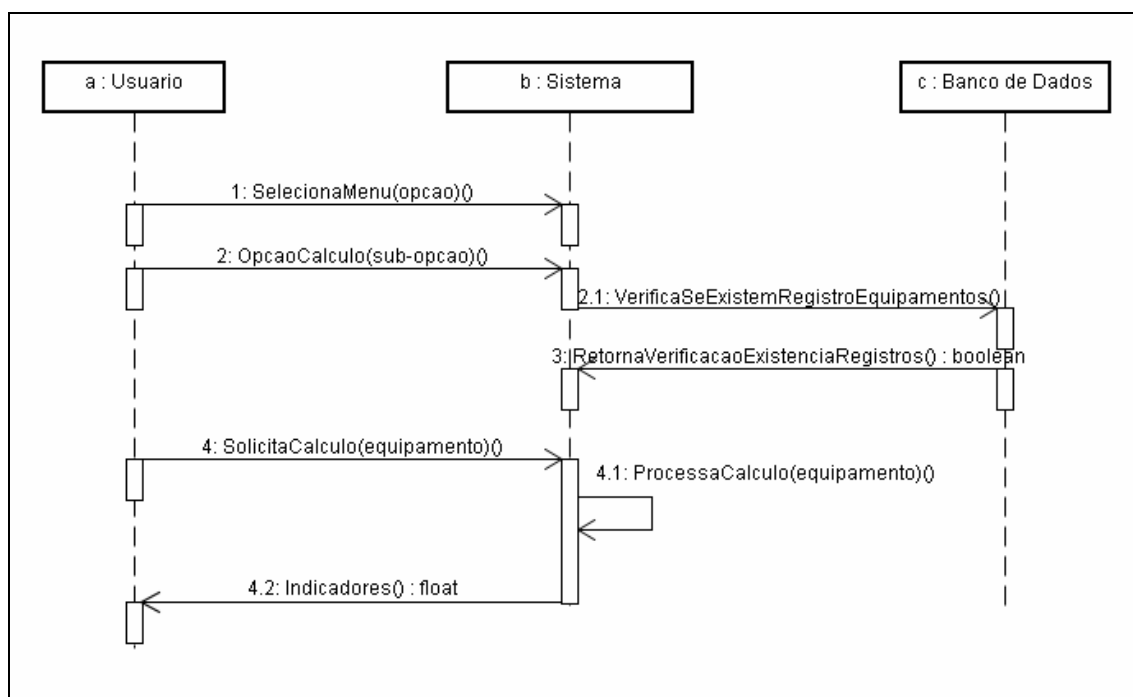 a : Usuario
b : Sistema
c : Banco de Dados
1: SelecionaMenu(opcao)()
2: OpcaoCalculo(sub-opcao)()
2.1: VerificaSeExistemRegistroEquipamentos()
3: RetornaVerificacaoExistenciaRegistros() : boolean
4: SolicitaCalculo(equipamento)()
4.1: ProcessaCalculo(equipamento)()
4.2: Indicadores() : float